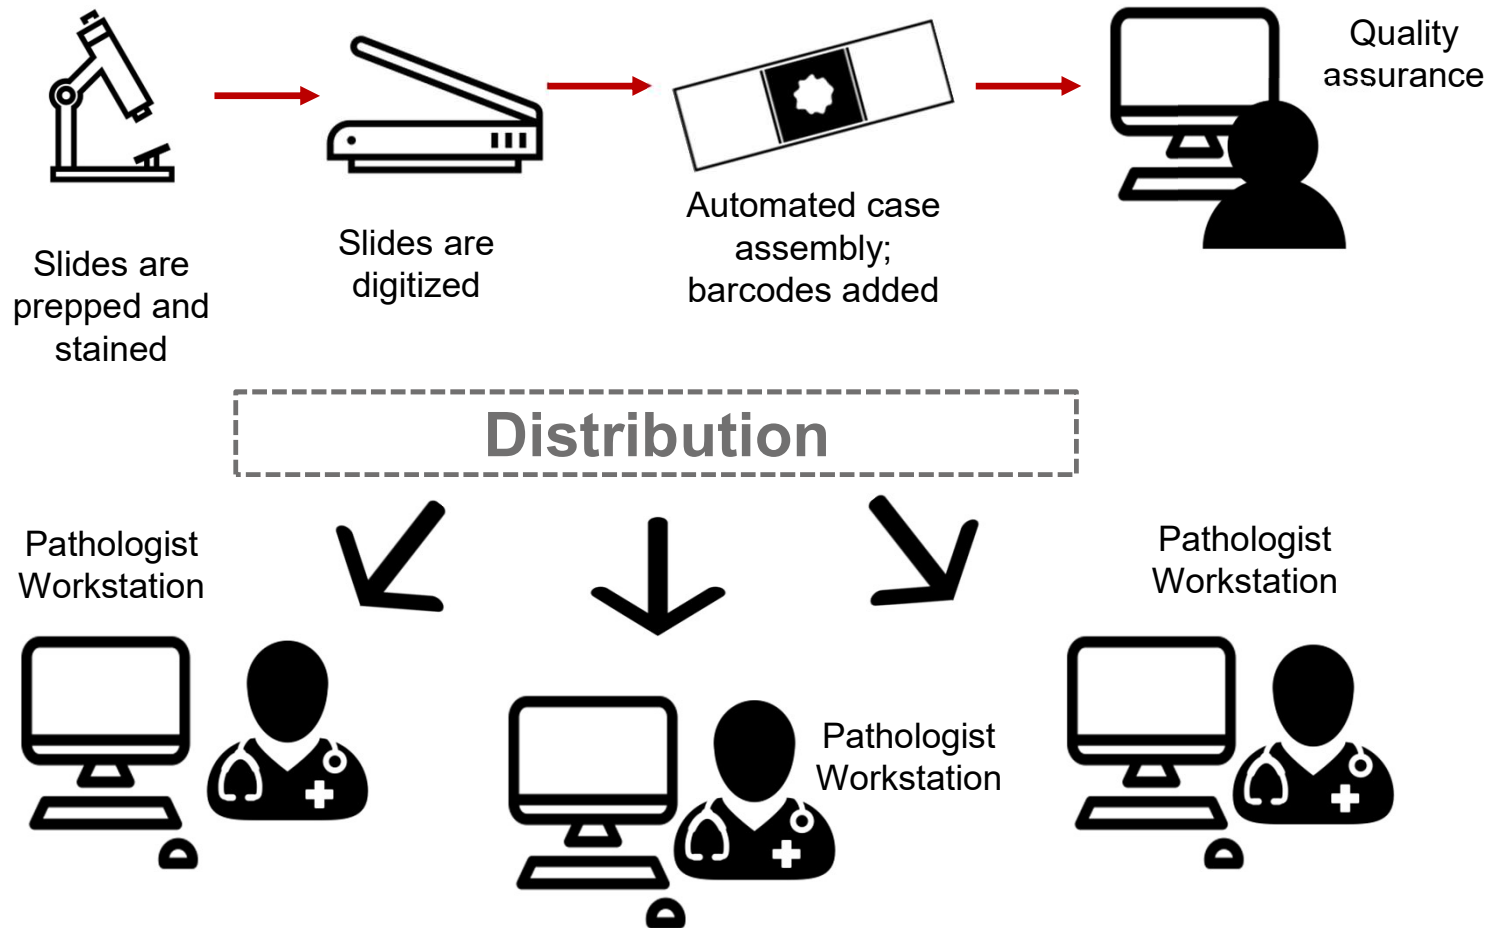 Slides are
prepped and
stained
Slides are
digitized
Automated case
assembly;
barcodes added
Quality
assurance
Distribution
Pathologist
Workstation
Pathologist
Workstation
Pathologist
Workstation